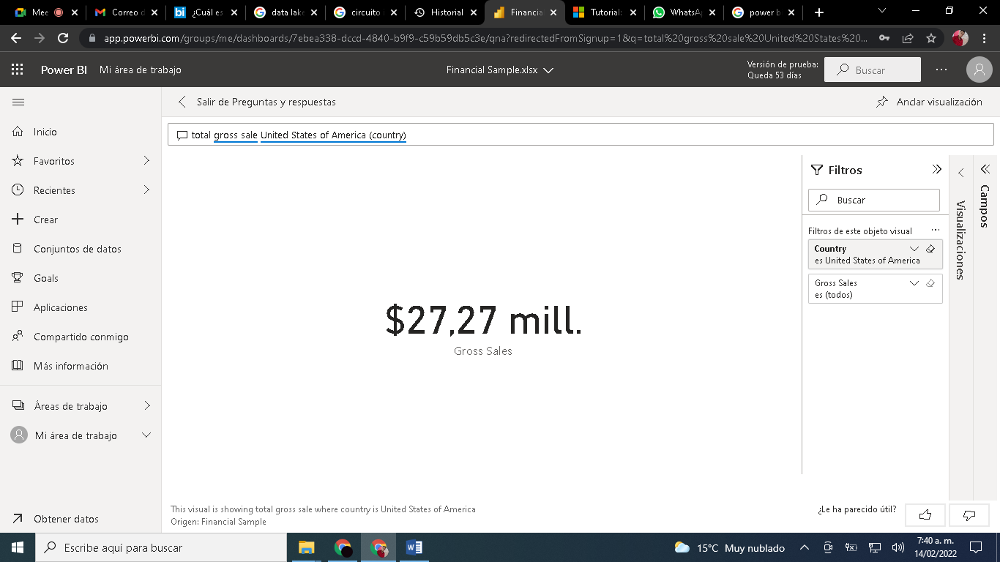 Mee
Correo d
¿Cuál es
data lake
circuito
Historial
Financia
Tutorial:
WhatsAp
power b
app.powerbi.com/groups/me/dashboards/7ebea338-dccd-4840-b9f9-c59b59db5c3e/qna?redirectedFromSignup=1&q=total%20gross%20sale%20United%20States%20...
Power BI Mi área de trabajo
Financial Sample.xlsx
Versión de prueba:
Queda 53 días
Buscar
Salir de Preguntas y respuestas
Anclar visualización
Inicio
Favoritos
Recientes
Crear
Conjuntos de datos
Goals
Aplicaciones
Compartido conmigo
Más información
Áreas de trabajo
Mi área de trabajo
Obtener datos
total gross sale United States of America (country)
$27,27 mill.
Gross Sales
Filtros
Buscar
Filtros de este objeto visual
Country
es United States of America
Gross Sales
es (todos)
Visualizaciones
Campos
This visual is showing total gross sale where country is United States of America
Origen: Financial Sample
¿Le ha parecido útil?
Escribe aquí para buscar
15°C Muy nublado
7:40 a. m.
14/02/2022